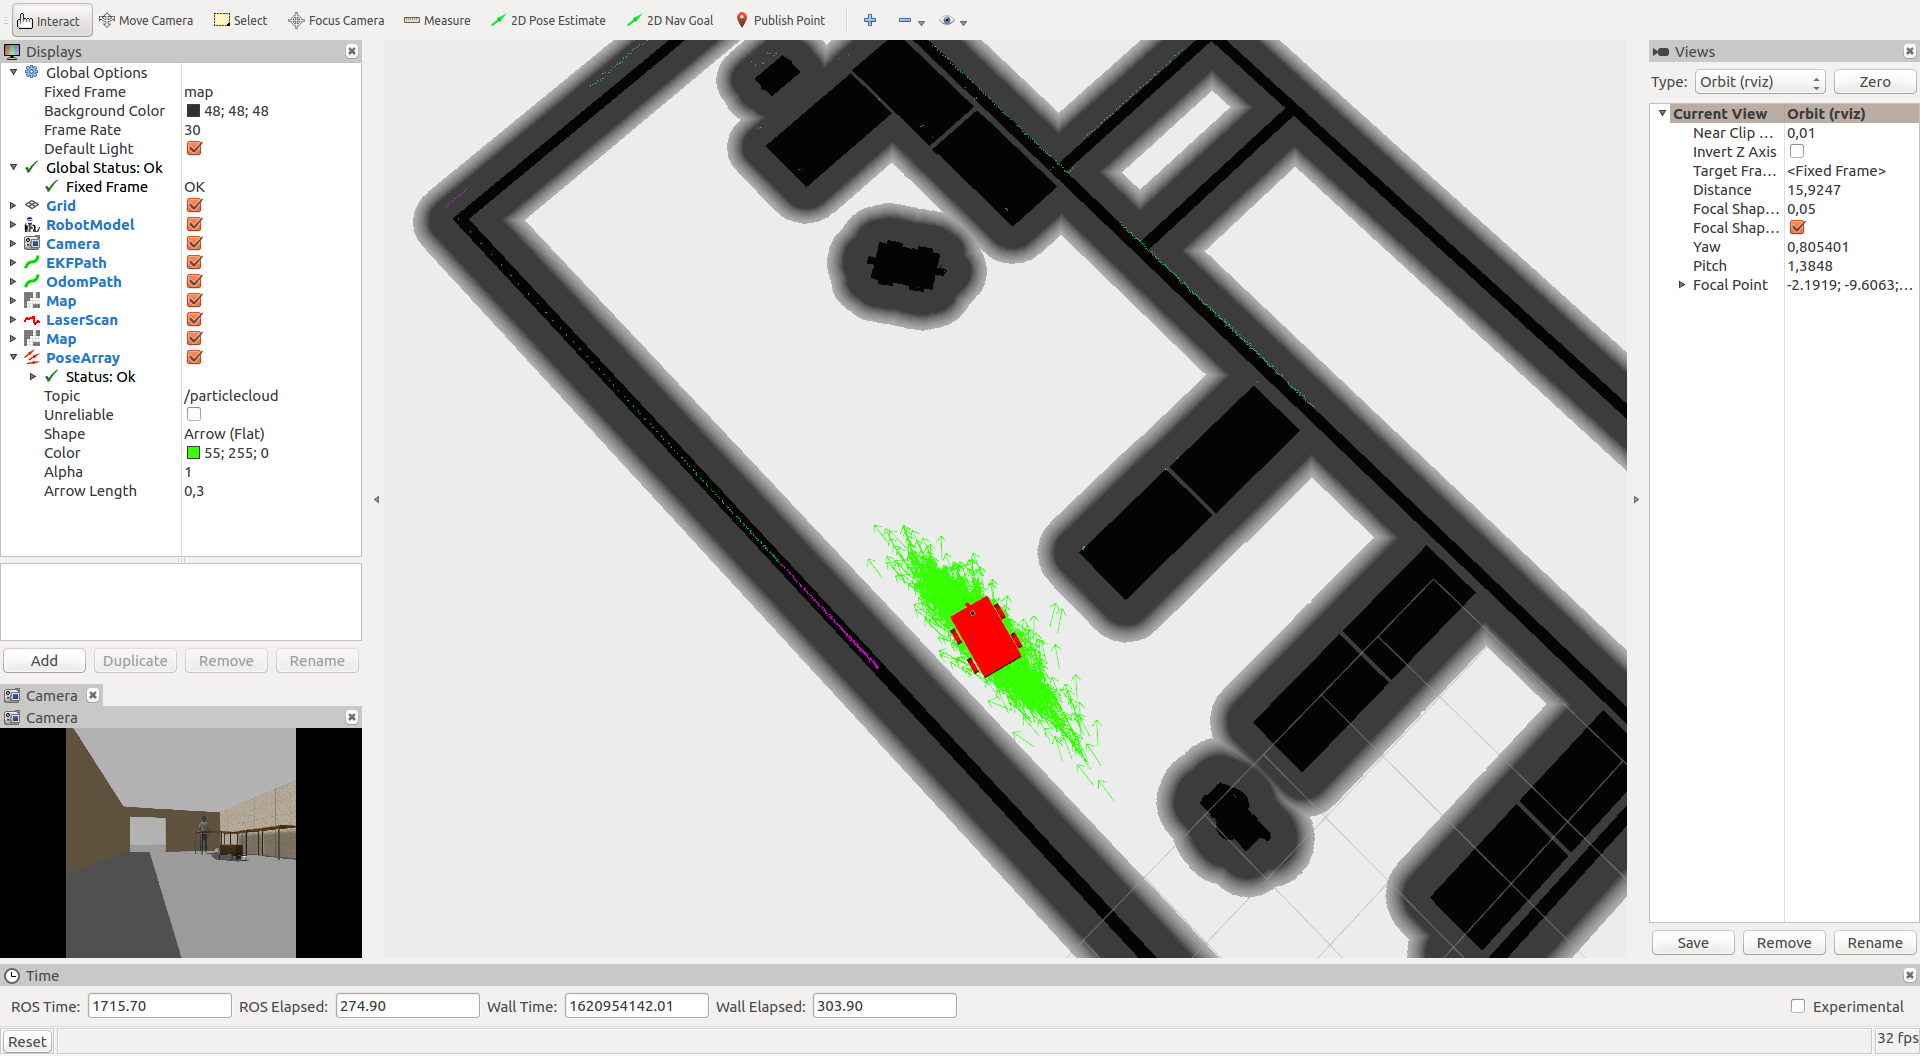 Interact Move Camera Select Focus Camera Measure 2D Pose Estimate 2D Nav Goal Publish Point
Displays
Global Options
Fixed Frame map
Background Color 48; 48; 48
Frame Rate 30
Default Light
Global Status: Ok
Fixed Frame OK
Grid
RobotModel
Camera
EKFPath
OdomPath
Map
LaserScan
Map
PoseArray
Status: Ok
Topic /particlecloud
Unreliable
Shape Arrow (Flat)
Color 55; 255; 0
Alpha 1
Arrow Length 0,3
Add Duplicate Remove Rename
Camera
Camera
Views
Type: Orbit (rviz) Zero
Current View Orbit (rviz)
Near Clip ... 0,01
Invert Z Axis
Target Fra... <Fixed Frame>
Distance 15,9247
Focal Shap... 0,05
Focal Shap...
Yaw 0,805401
Pitch 1,3848
Focal Point -2.1919; -9.6063;...
Save Remove Rename
Time
ROS Time: 1715.70 ROS Elapsed: 274.90 Wall Time: 1620954142.01 Wall Elapsed: 303.90 Experimental
Reset 32 fps